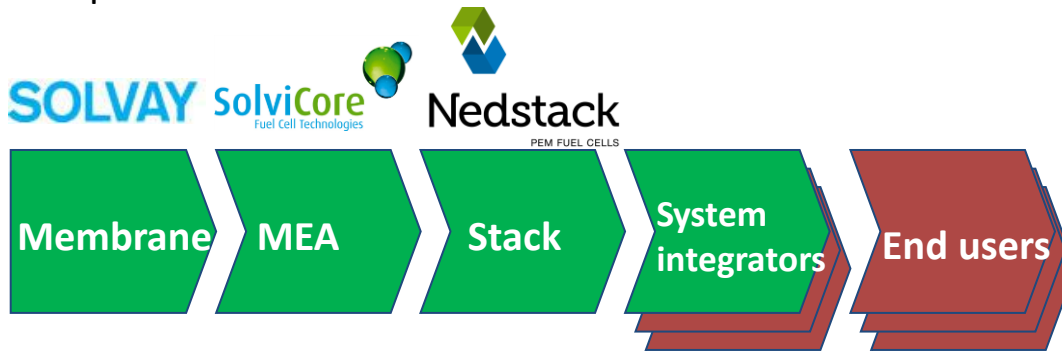 SOLVAY
SolviCore
Fuel Cell Technologies
Nedstack
PEM FUEL CELLS
Membrane
MEA
Stack
System
integrators
End users